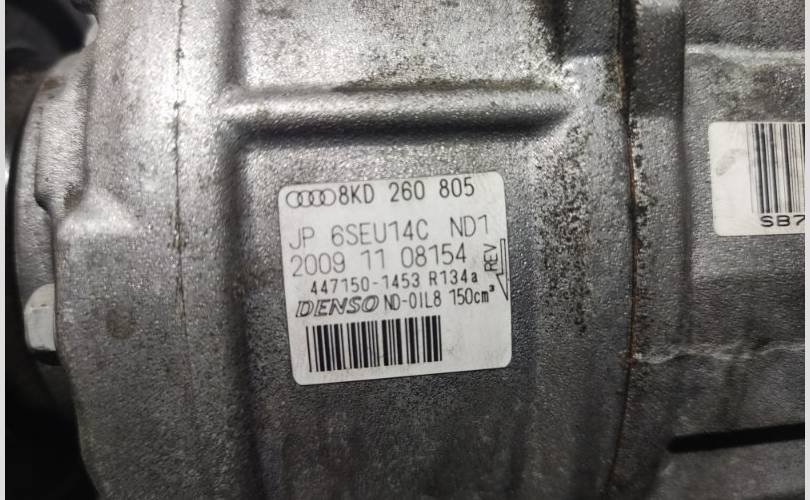 8KD 260 805
JP 6SEU14C ND1
2009 11 08154
REV
447150-1453 R134a
DENSO ND-OIL8 150cm³
SB7